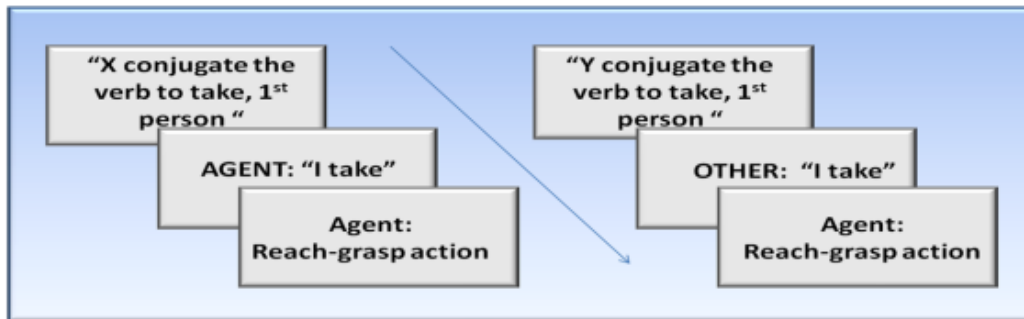 “X conjugate the
verb to take, 1st
person “
AGENT: “I take”
Agent:
Reach-grasp action
“Y conjugate the
verb to take, 1st
person “
OTHER: “I take”
Agent:
Reach-grasp action